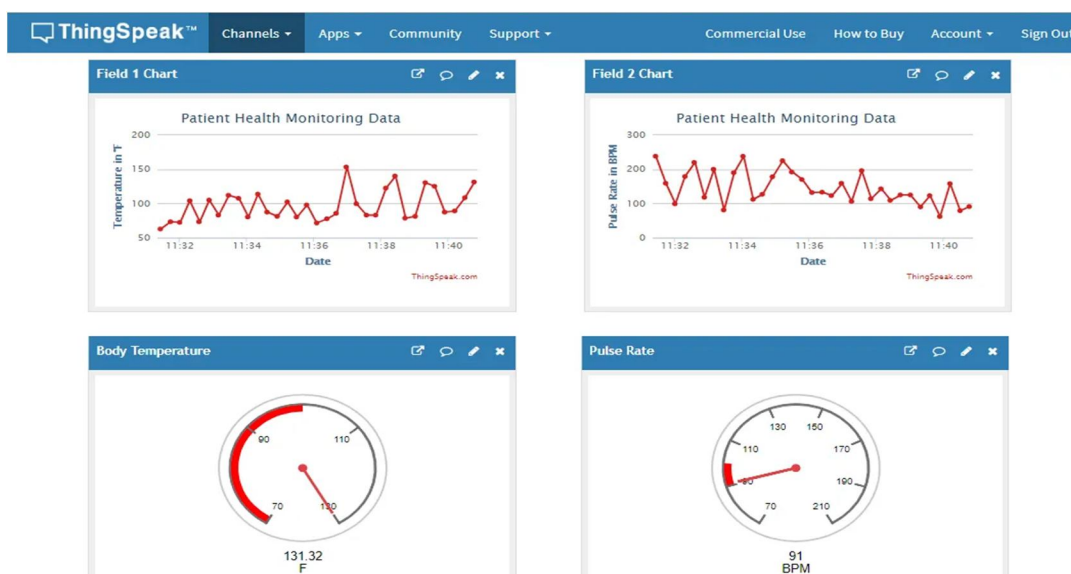 ThingSpeak™ Channels Apps Community Support Commercial Use How to Buy Account Sign Out
Field 1 Chart
Patient Health Monitoring Data
Temperature in °F
200
150
100
50
11:32 11:34 11:36 11:38 11:40
Date
ThingSpeak.com
Field 2 Chart
Patient Health Monitoring Data
Pulse Rate in BPM
300
200
100
0
11:32 11:34 11:36 11:38 11:40
Date
ThingSpeak.com
Body Temperature
90 110
70 130
131.32
F
Pulse Rate
130 150
110 170
90 190
70 210
91
BPM